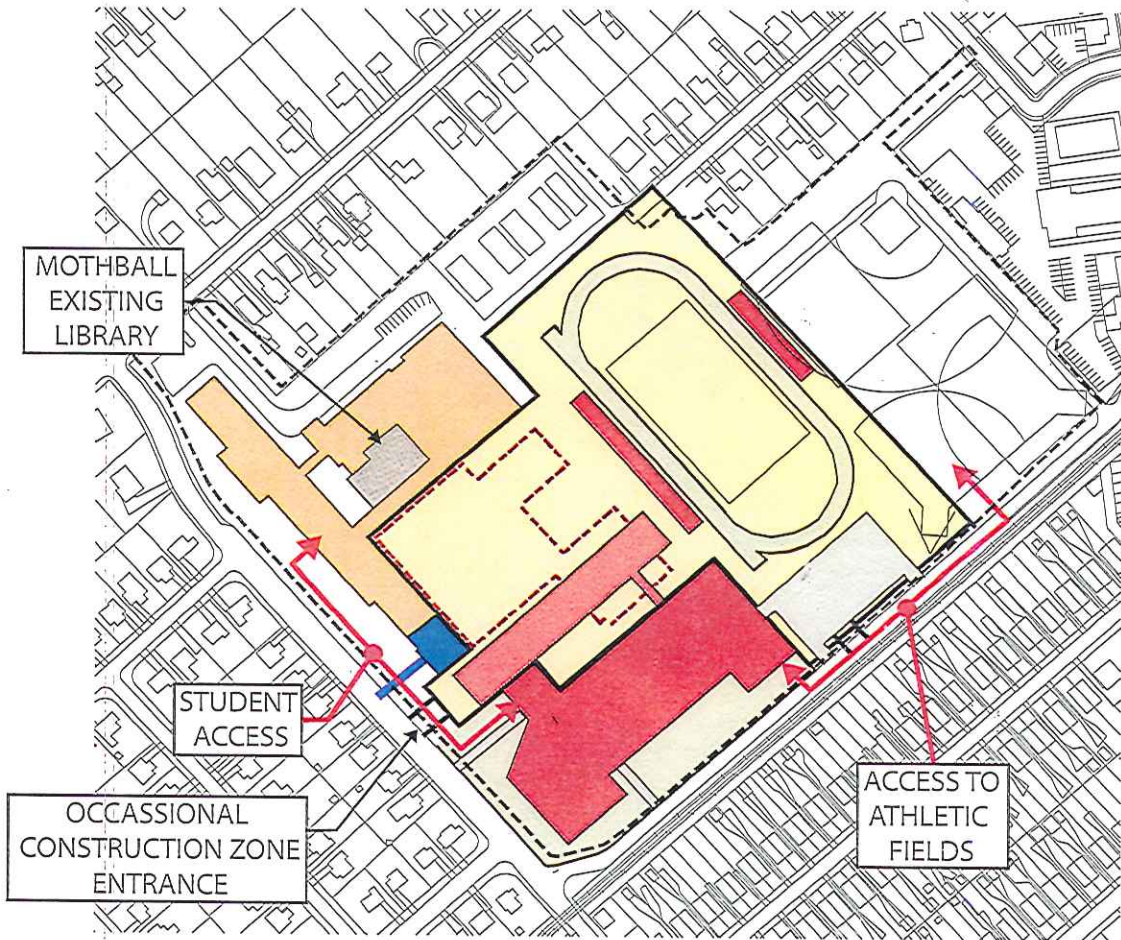 MOTHBALL
EXISTING
LIBRARY
STUDENT
ACCESS
OCCASSIONAL
CONSTRUCTION ZONE
ENTRANCE
ACCESS TO
ATHLETIC
FIELDS